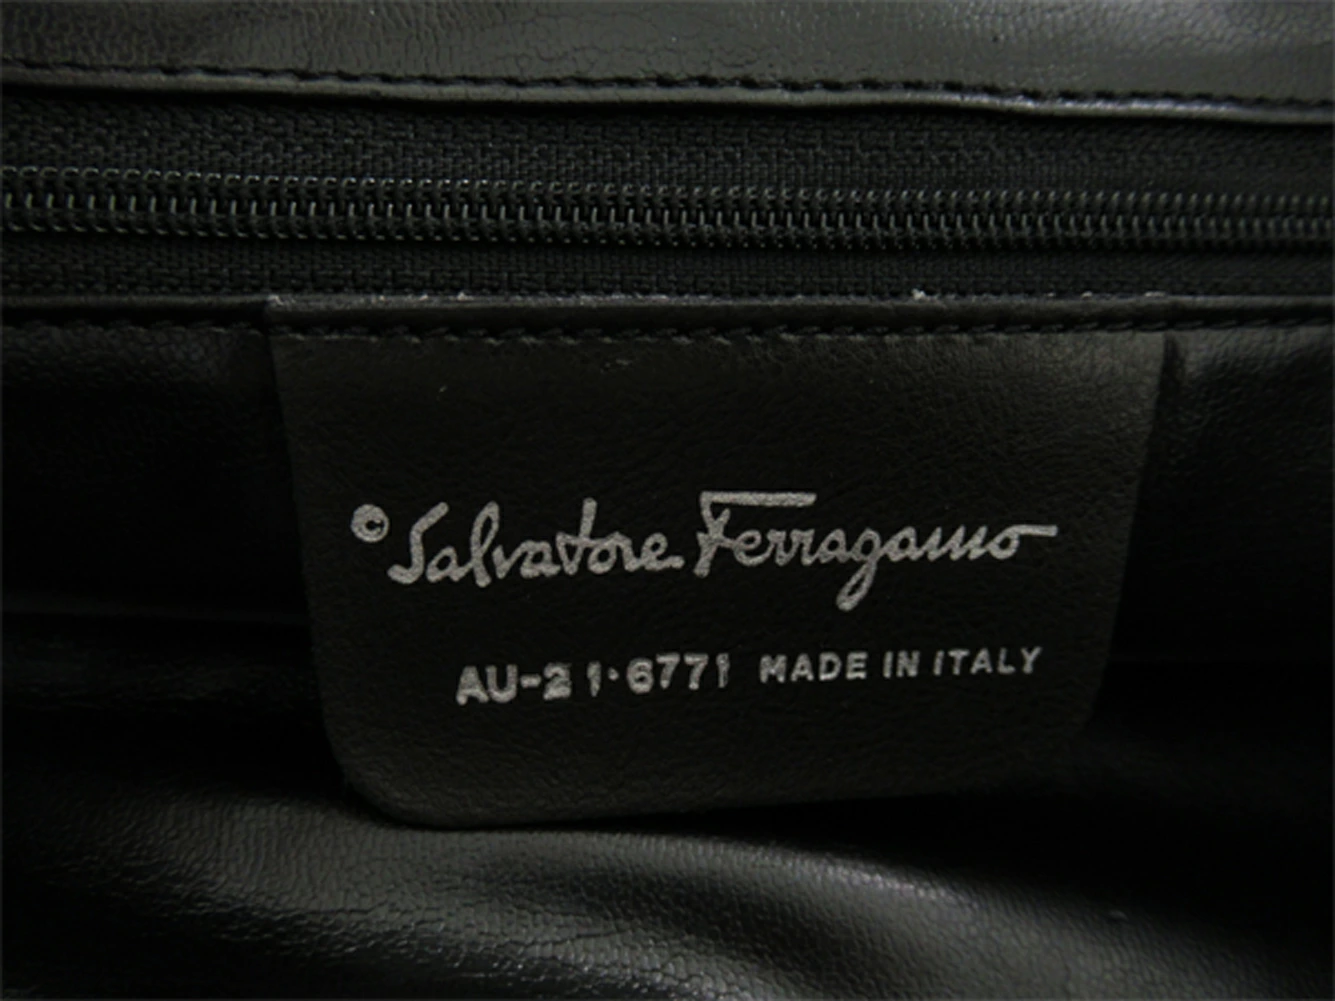 © Salvatore Ferragamo
AU-21·6771 MADE IN ITALY